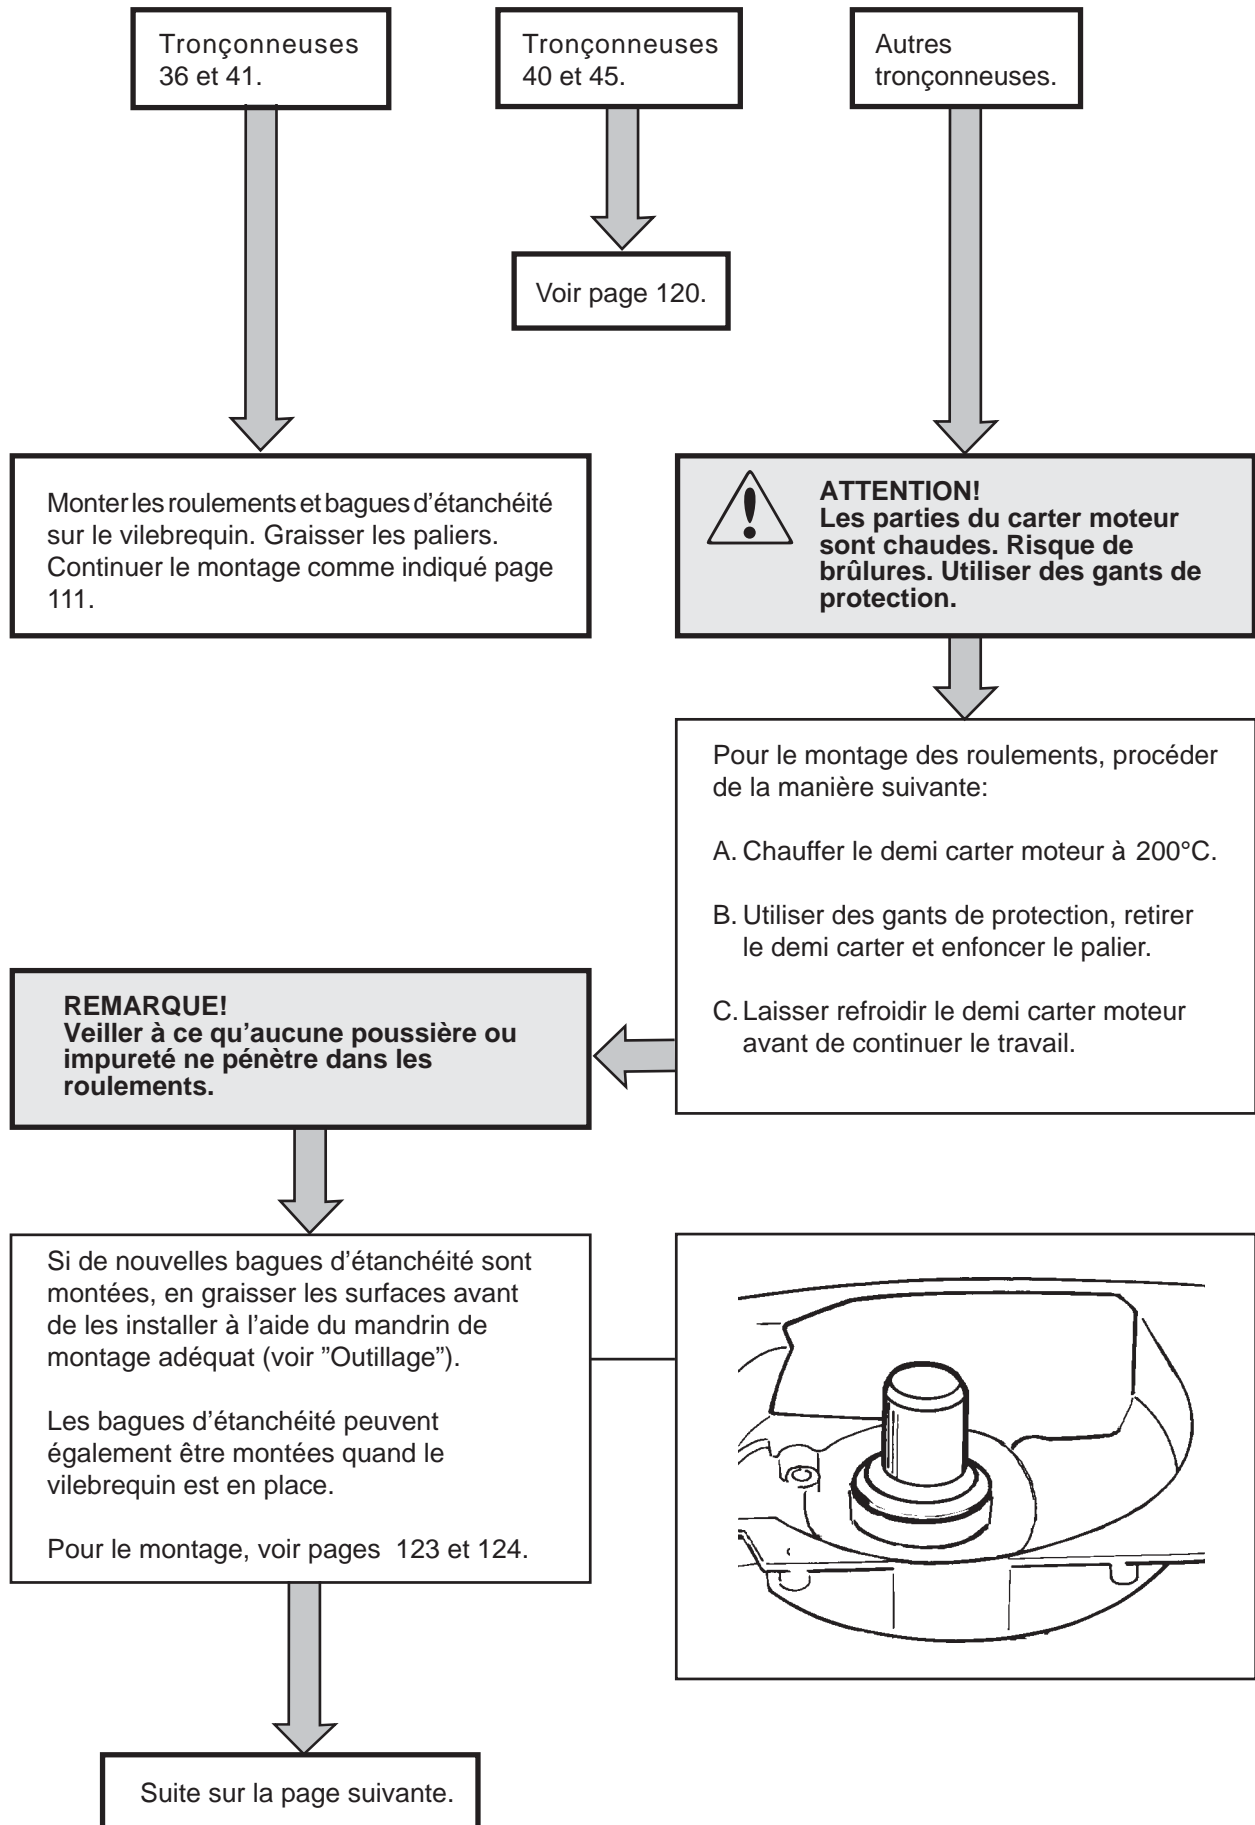 Tronçonneuses
36 et 41.
Tronçonneuses
40 et 45.
Autres
tronçonneuses.
Voir page 120.
Monter les roulements et bagues d’étanchéité
sur le vilebrequin. Graisser les paliers.
Continuer le montage comme indiqué page
111.
ATTENTION!
Les parties du carter moteur
sont chaudes. Risque de
brûlures. Utiliser des gants de
protection.
Pour le montage des roulements, procéder
de la manière suivante:
A. Chauffer le demi carter moteur à 200°C.
B. Utiliser des gants de protection, retirer
le demi carter et enfoncer le palier.
C. Laisser refroidir le demi carter moteur
avant de continuer le travail.
REMARQUE!
Veiller à ce qu’aucune poussière ou
impureté ne pénètre dans les
roulements.
Si de nouvelles bagues d’étanchéité sont
montées, en graisser les surfaces avant
de les installer à l’aide du mandrin de
montage adéquat (voir ”Outillage”).
Les bagues d’étanchéité peuvent
également être montées quand le
vilebrequin est en place.
Pour le montage, voir pages 123 et 124.
Suite sur la page suivante.